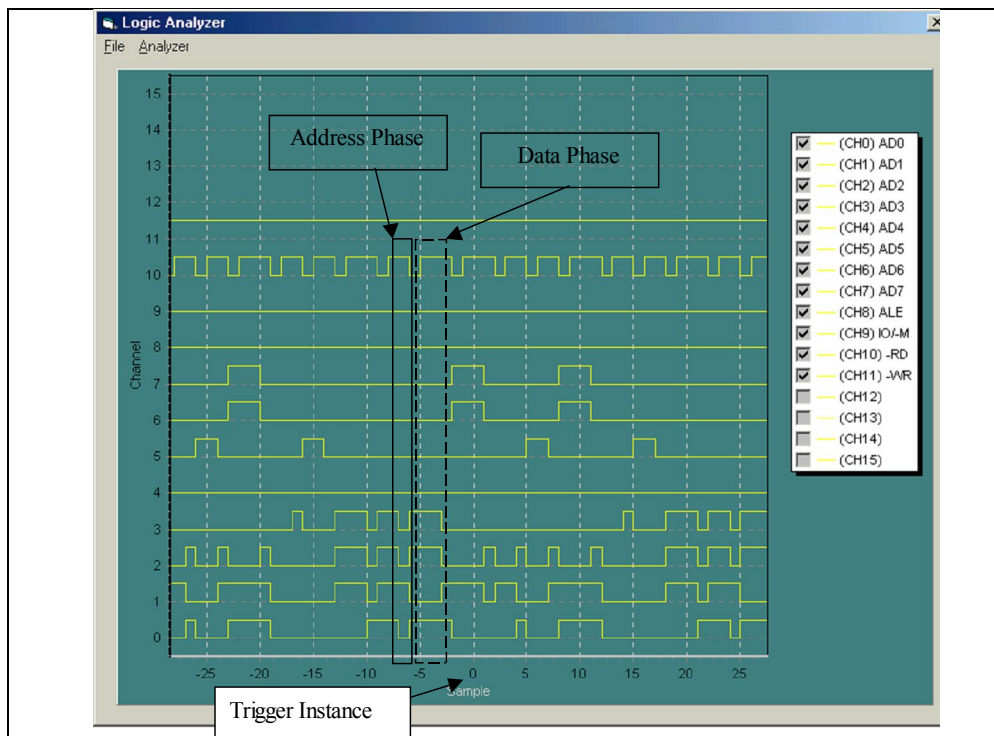 Logic Analyzer
File Analyzer
Address Phase
Data Phase
15
14
13
12
11
10
9
8
7
6
5
4
3
2
1
0
Channel
-25 -20 -15 -10 -5 0 5 10 15 20 25
Sample
Trigger Instance
(CH0) AD0
(CH1) AD1
(CH2) AD2
(CH3) AD3
(CH4) AD4
(CH5) AD5
(CH6) AD6
(CH7) AD7
(CH8) ALE
(CH9) IO/-M
(CH10) -RD
(CH11) -WR
(CH12)
(CH13)
(CH14)
(CH15)